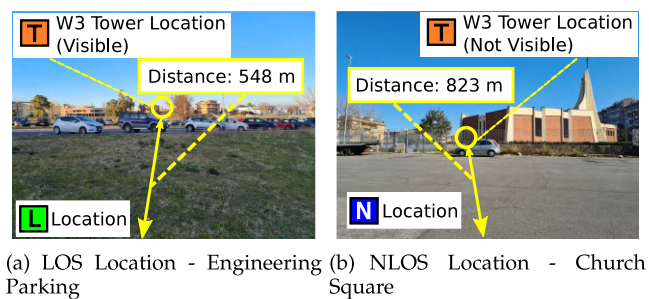 T W3 Tower Location
(Visible)
Distance: 548 m
L Location
T W3 Tower Location
(Not Visible)
Distance: 823 m
N Location
(a) LOS Location - Engineering Parking
(b) NLOS Location - Church Square